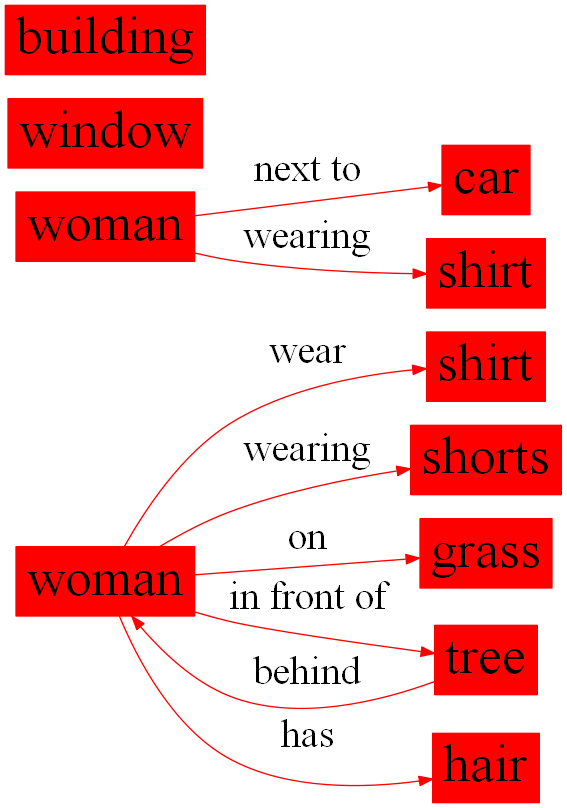 building
window
woman
next to
car
wearing
shirt
wear
shirt
wearing
shorts
woman
on
grass
in front of
tree
behind
has
hair